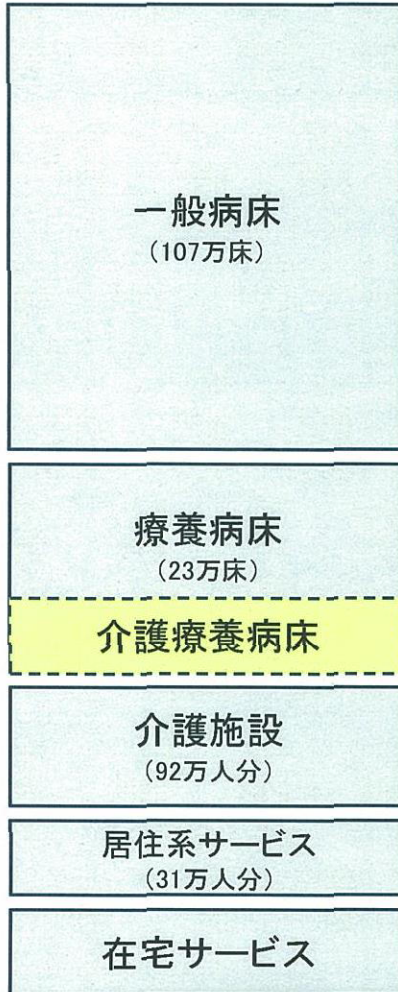 一般病床
(107万床)
療養病床
(23万床)
介護療養病床
介護施設
(92万人分)
居住系サービス
(31万人分)
在宅サービス